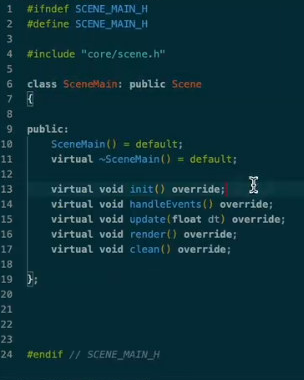 1 #ifndef SCENE_MAIN_H
2 #define SCENE_MAIN_H
3
4 #include "core/scene.h"
5
6 class SceneMain: public Scene
7 {
8
9 public:
10 SceneMain() = default;
11 virtual ~SceneMain() = default;
12
13 virtual void init() override;
14 virtual void handleEvents() override;
15 virtual void update(float dt) override;
16 virtual void render() override;
17 virtual void clean() override;
18
19 };
20
21
22
23
24 #endif // SCENE_MAIN_H